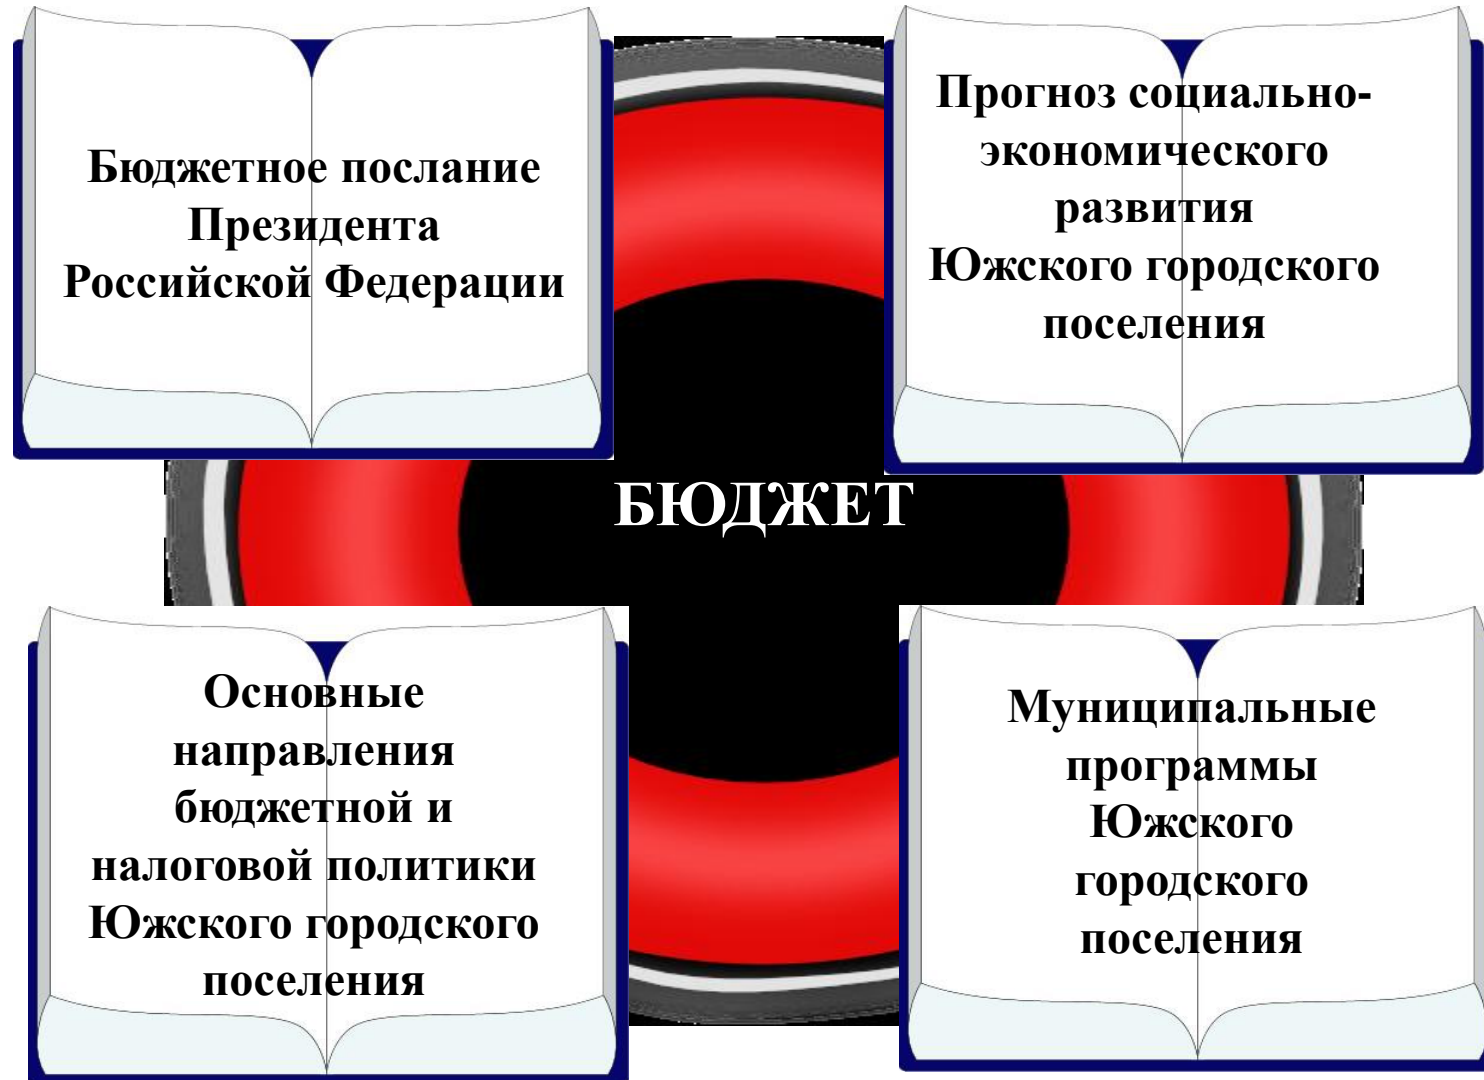 Бюджетное послание
Президента
Российской Федерации
Прогноз социально-
экономического
развития
Южского городского
поселения
БЮДЖЕТ
Основные
направления
бюджетной и
налоговой политики
Южского городского
поселения
Муниципальные
программы
Южского
городского
поселения